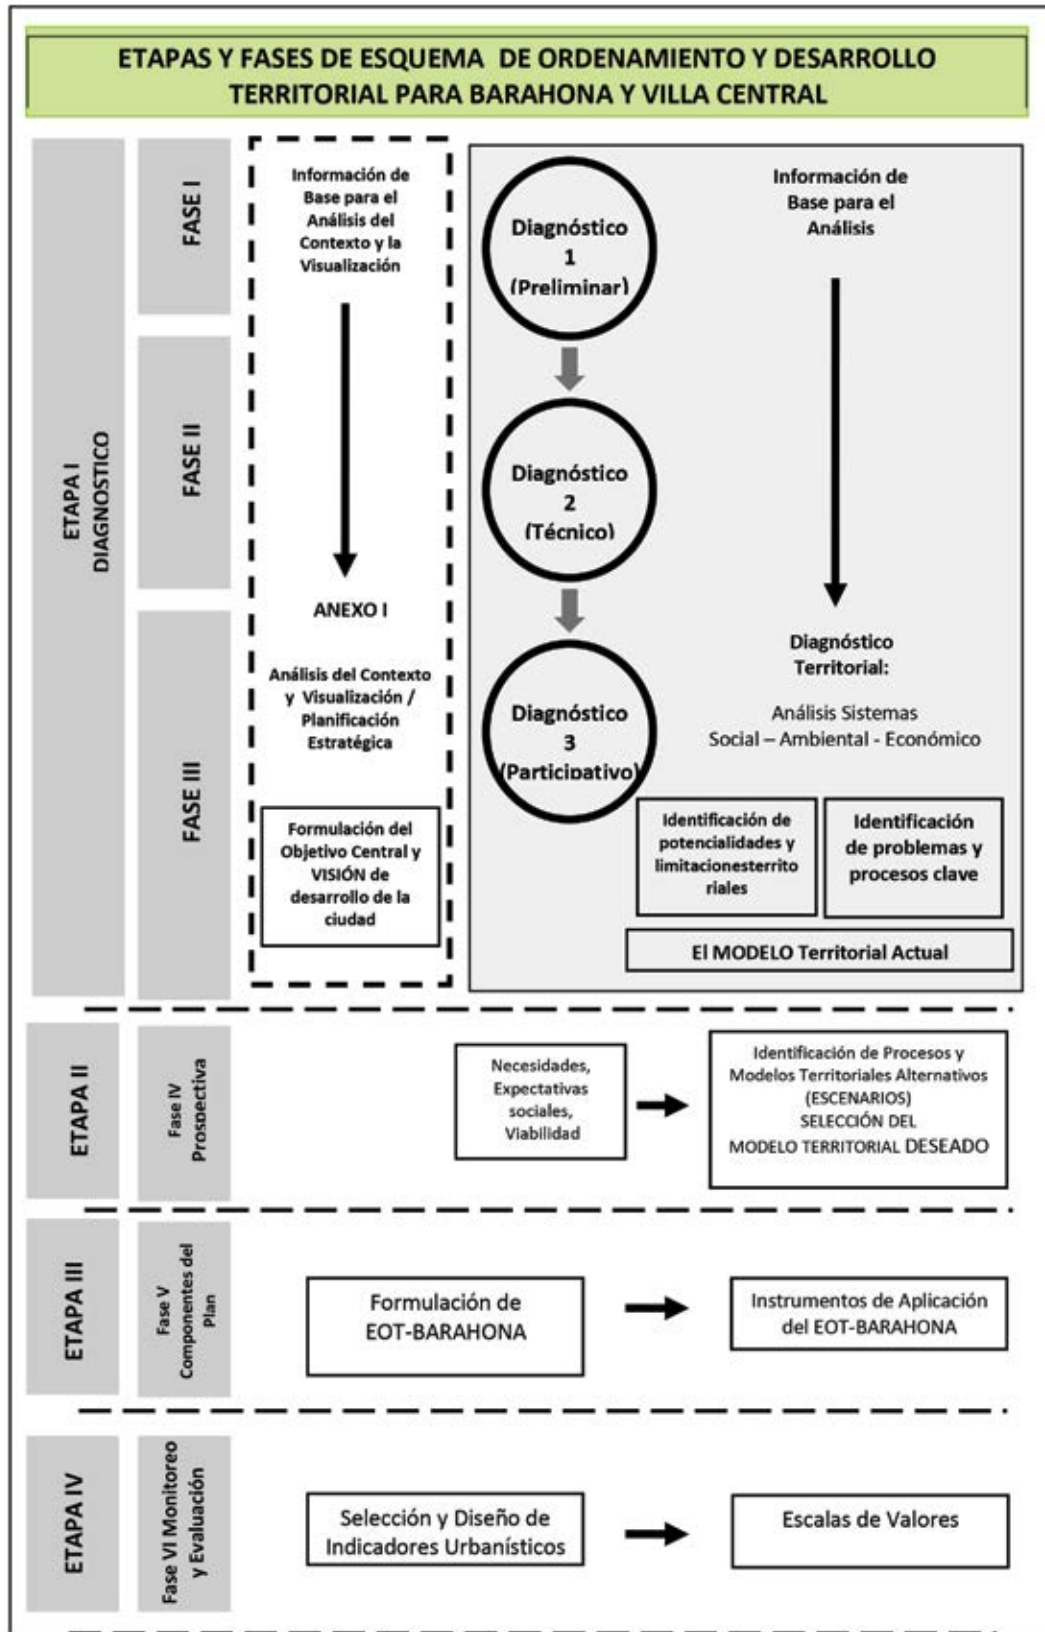 ETAPAS Y FASES DE ESQUEMA DE ORDENAMIENTO Y DESARROLLO
TERRITORIAL PARA BARAHONA Y VILLA CENTRAL
ETAPA I
DIAGNOSTICO
FASE I
Información de
Base para el
Análisis del
Contexto y la
Visualización
Diagnóstico
1
(Preliminar)
Información de
Base para el
Análisis
FASE II
Diagnóstico
2
(Técnico)
FASE III
ANEXO I
Análisis del Contexto
y Visualización /
Planificación
Estratégica
Formulación del
Objetivo Central y
VISIÓN de
desarrollo de la
ciudad
Diagnóstico
3
(Participativo)
Diagnóstico
Territorial:
Análisis Sistemas
Social – Ambiental - Económico
Identificación de
potencialidades y
limitacionesterrito
riales
Identificación
de problemas y
procesos clave
El MODELO Territorial Actual
ETAPA II
Fase IV
Prospectiva
Necesidades,
Expectativas
sociales,
Viabilidad
Identificación de Procesos y
Modelos Territoriales Alternativos
(ESCENARIOS)
SELECCIÓN DEL
MODELO TERRITORIAL DESEADO
ETAPA III
Fase V
Componentes del
Plan
Formulación de
EOT-BARAHONA
Instrumentos de Aplicación
del EOT-BARAHONA
ETAPA IV
Fase VI Monitoreo
y Evaluación
Selección y Diseño de
Indicadores Urbanísticos
Escalas de Valores